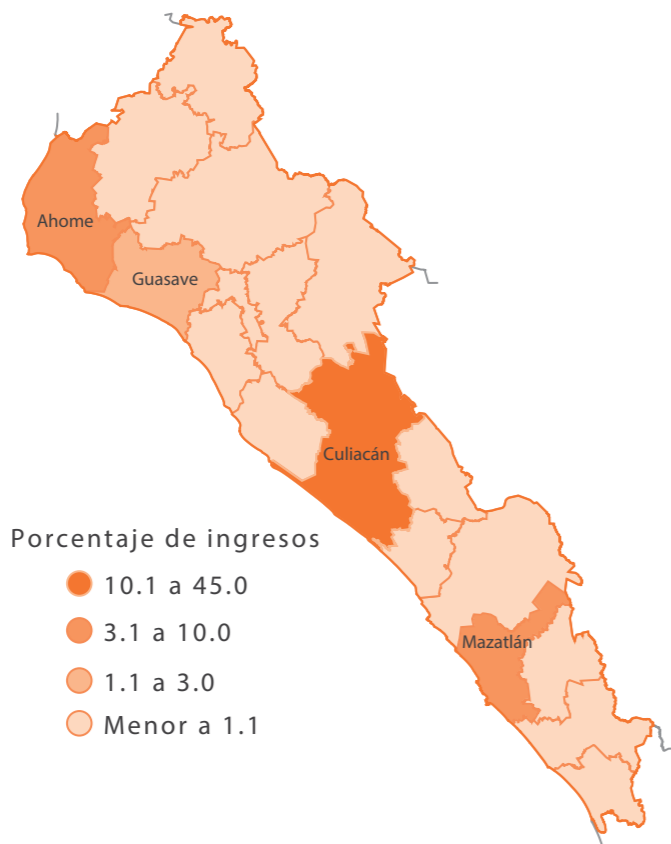 Ahome
Guasave
Culiacán
Porcentaje de ingresos
10.1 a 45.0
3.1 a 10.0
Mazatlán
1.1 a 3.0
Menor a 1.1